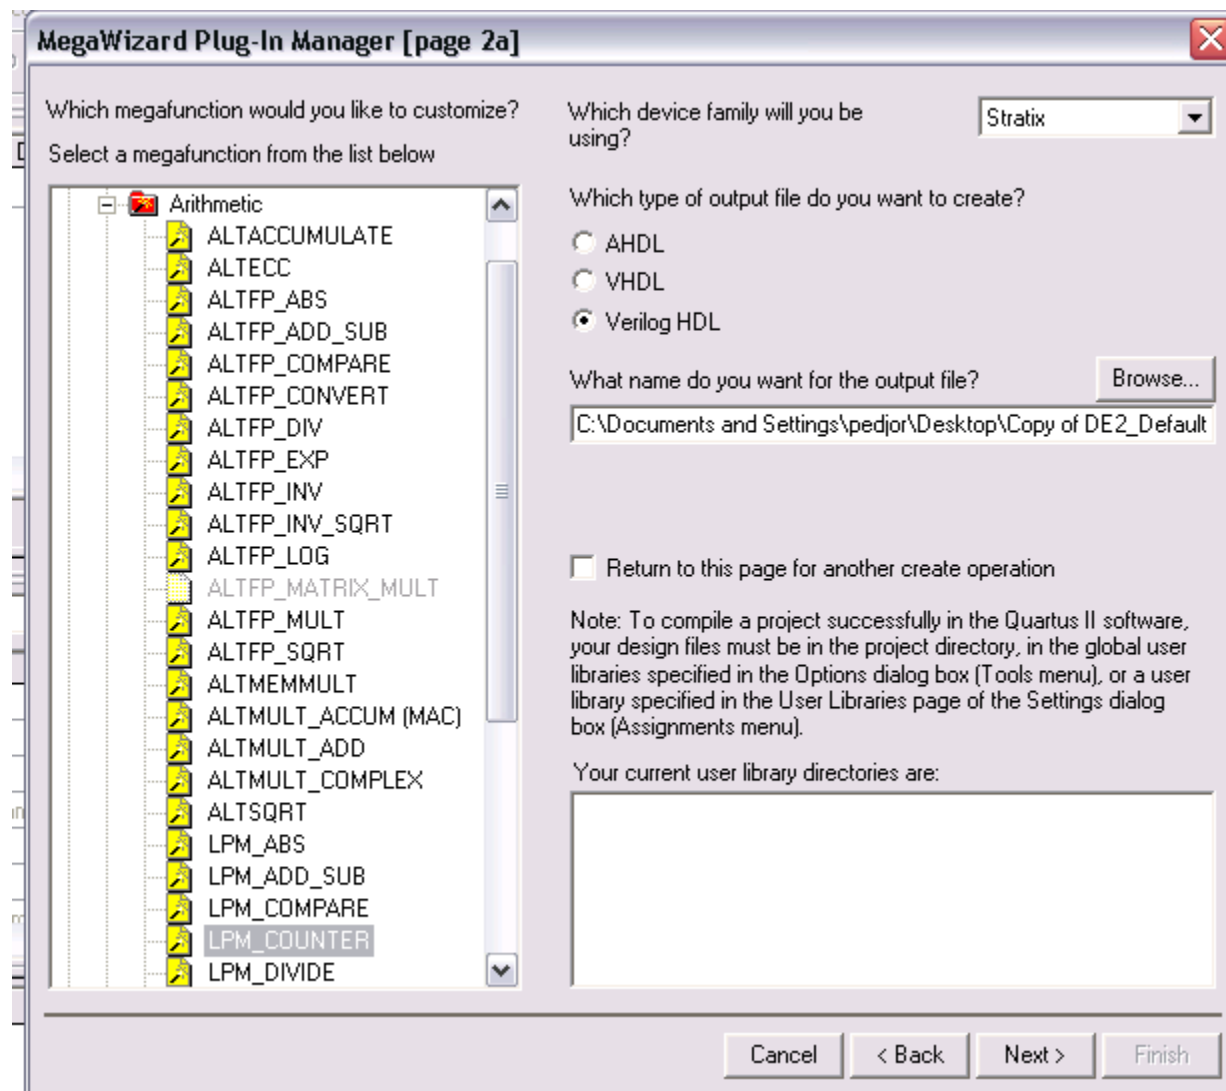 MegaWizard Plug-In Manager [page 2a]
Which megafunction would you like to customize?
Select a megafunction from the list below
Arithmetic
ALTACCUMULATE
ALTECC
ALTFP_ABS
ALTFP_ADD_SUB
ALTFP_COMPARE
ALTFP_CONVERT
ALTFP_DIV
ALTFP_EXP
ALTFP_INV
ALTFP_INV_SQRT
ALTFP_LOG
ALTFP_MATRIX_MULT
ALTFP_MULT
ALTFP_SQRT
ALTMEMMULT
ALTMULT_ACCUM (MAC)
ALTMULT_ADD
ALTMULT_COMPLEX
ALTSQRT
LPM_ABS
LPM_ADD_SUB
LPM_COMPARE
LPM_COUNTER
LPM_DIVIDE
Which device family will you be
using?
Stratix
Which type of output file do you want to create?
AHDL
VHDL
Verilog HDL
What name do you want for the output file?
Browse...
C:\Documents and Settings\pedjor\Desktop\Copy of DE2_Default
Return to this page for another create operation
Note: To compile a project successfully in the Quartus II software,
your design files must be in the project directory, in the global user
libraries specified in the Options dialog box (Tools menu), or a user
library specified in the User Libraries page of the Settings dialog
box (Assignments menu).
Your current user library directories are:
Cancel
< Back
Next >
Finish